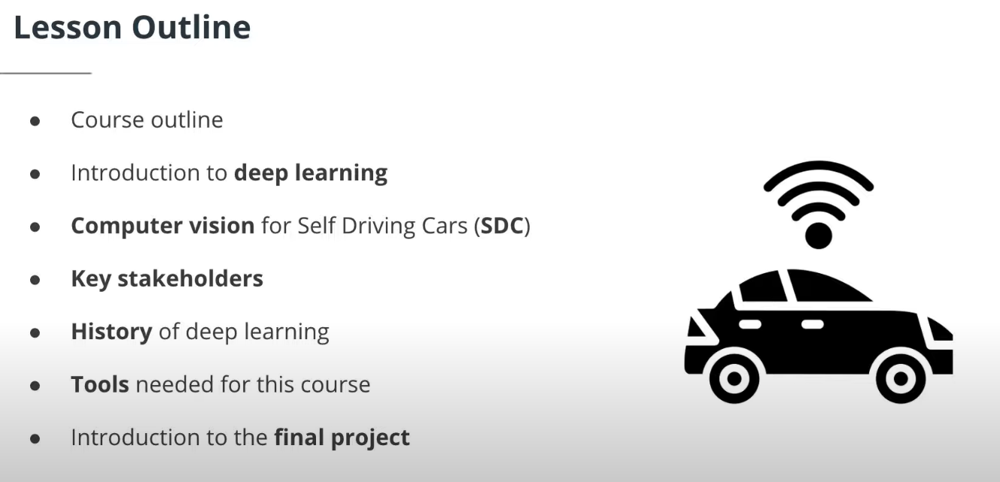 Lesson Outline
● Course outline
● Introduction to deep learning
● Computer vision for Self Driving Cars (SDC)
● Key stakeholders
● History of deep learning
● Tools needed for this course
● Introduction to the final project